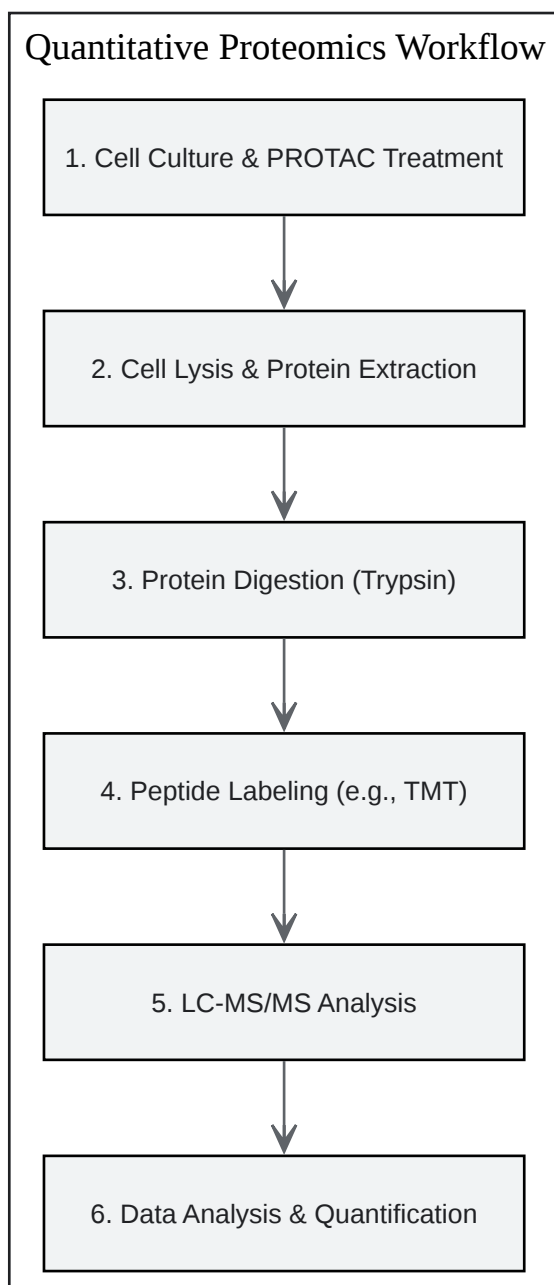 Quantitative Proteomics Workflow
1. Cell Culture & PROTAC Treatment
2. Cell Lysis & Protein Extraction
3. Protein Digestion (Trypsin)
4. Peptide Labeling (e.g., TMT)
5. LC-MS/MS Analysis
6. Data Analysis & Quantification